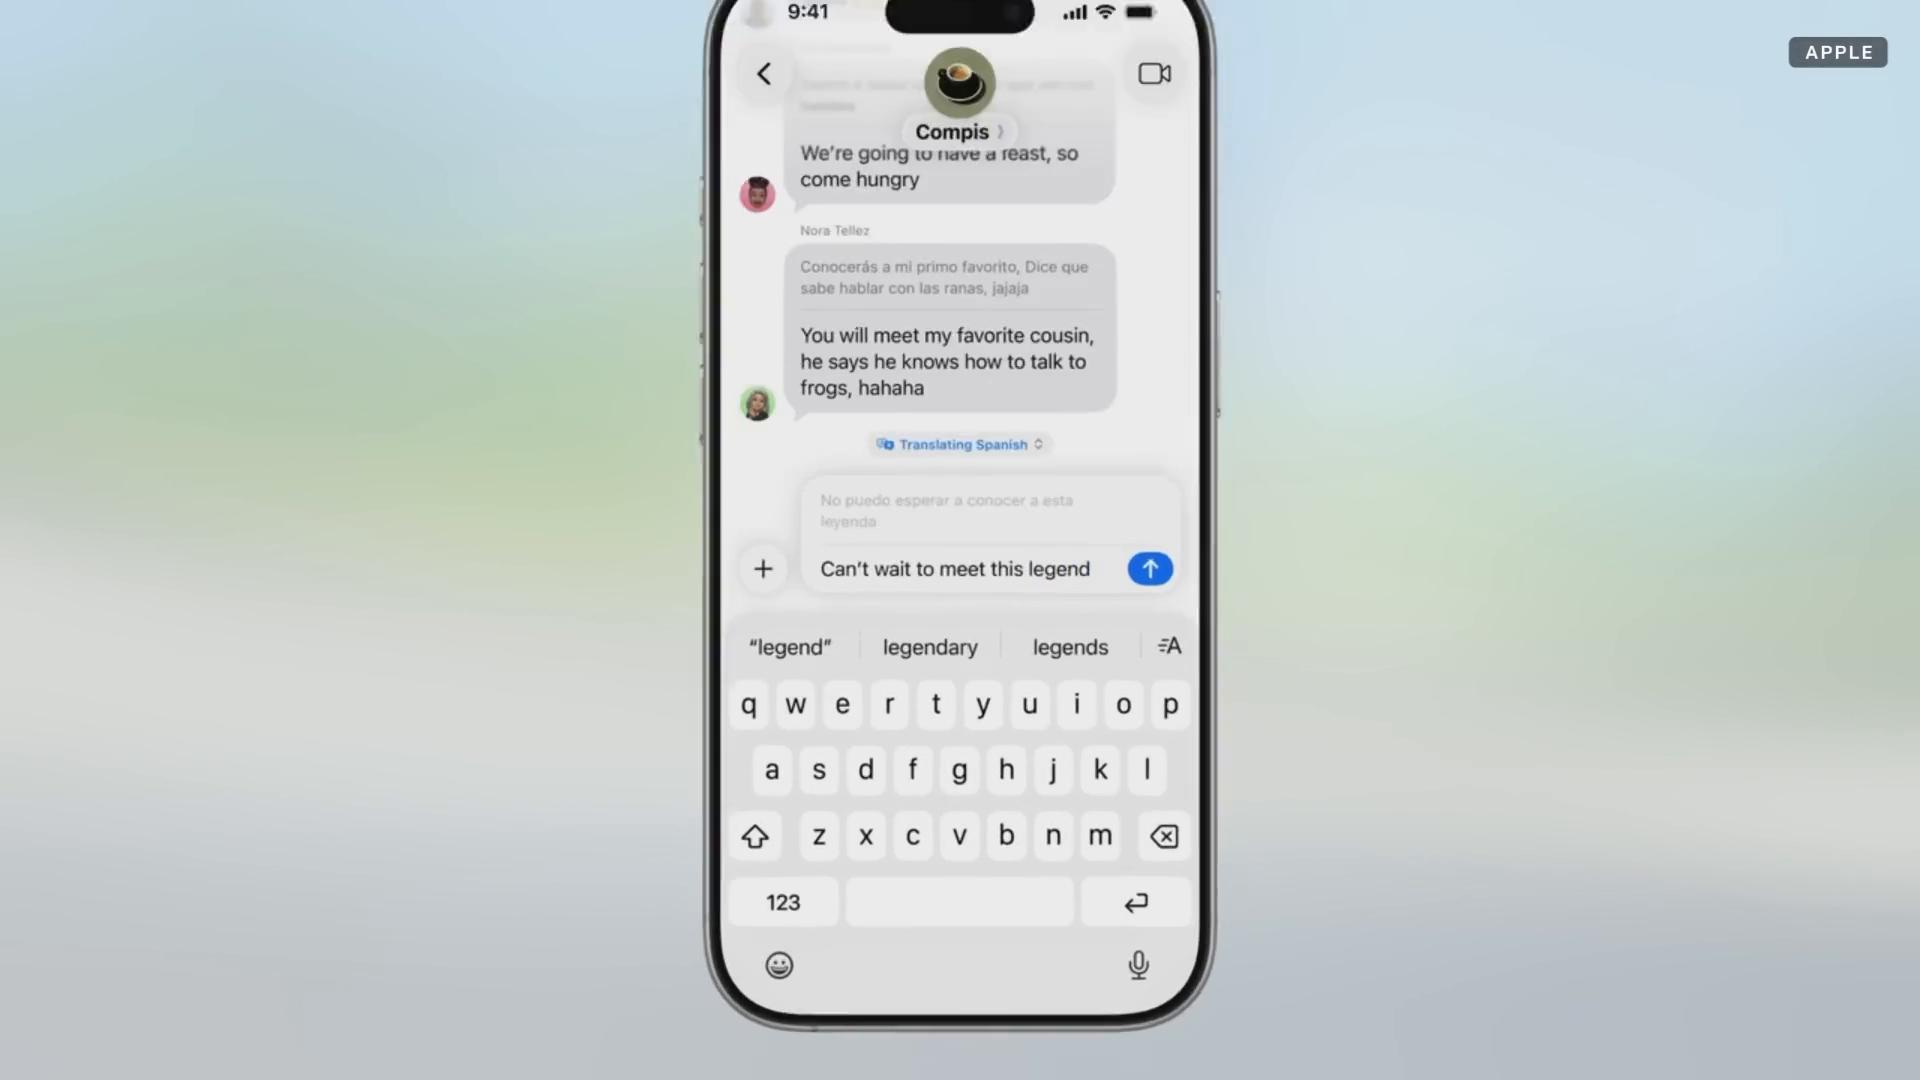 9:41
APPLE
Compis
We're going to have a feast, so
come hungry
Nora Tellez
Conocerás a mi primo favorito, Dice que
sabe hablar con las ranas, jajaja
You will meet my favorite cousin,
he says he knows how to talk to
frogs, hahaha
Translating Spanish
No puedo esperar a conocer a esta
leyenda
Can't wait to meet this legend
“legend” legendary legends
q w e r t y u i o p
a s d f g h j k l
z x c v b n m
123